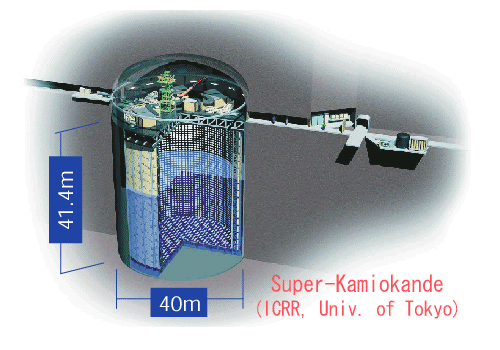 41.4m
40m
Super-Kamiokande
(ICRR, Univ. of Tokyo)